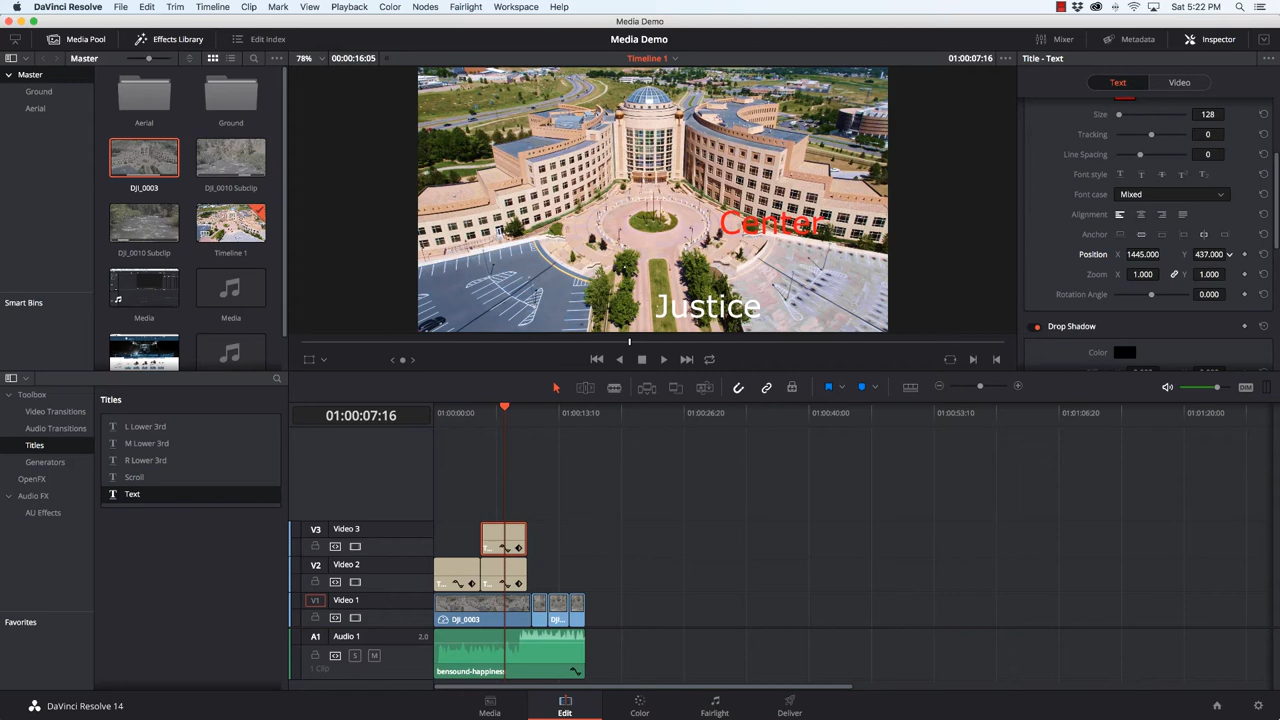 DaVinci Resolve File Edit Trim Timeline Clip Mark View Playback Color Nodes Fairlight Workspace Help
Sat 5:22 PM
Media Demo
Media Pool Effects Library Edit Index
Media Demo
Mixer Metadata Inspector
Master
78% 00:00:16:05
Timeline 1
01:00:07:16
Title - Text
Master
Ground
Aerial
Aerial
Ground
DJI_0003
DJI_0010 Subclip
DJI_0010 Subclip
Timeline 1
Media
Media
Smart Bins
Center
Justice
Text Video
Size 128
Tracking 0
Line Spacing 0
Font style T T T T T
Font case Mixed
Alignment
Anchor
Position X 1445.000 Y 437.000
Zoom X 1.000 Y 1.000
Rotation Angle 0.000
Drop Shadow
Color
Toolbox
Video Transitions
Audio Transitions
Titles
Generators
OpenFX
Audio FX
AU Effects
Favorites
Titles
T L Lower 3rd
T M Lower 3rd
T R Lower 3rd
T Scroll
T Text
DIM
01:00:07:16
01:00:00:00 01:00:13:10 01:00:26:20 01:00:40:00 01:00:53:10 01:01:06:20 01:01:20:00
V3 Video 3
T...
V2 Video 2
T... T...
V1 Video 1
DJI_0003 DJI...
A1 Audio 1 2.0
S M
1 Clip
bensound-happiness
DaVinci Resolve 14
Media Edit Color Fairlight Deliver